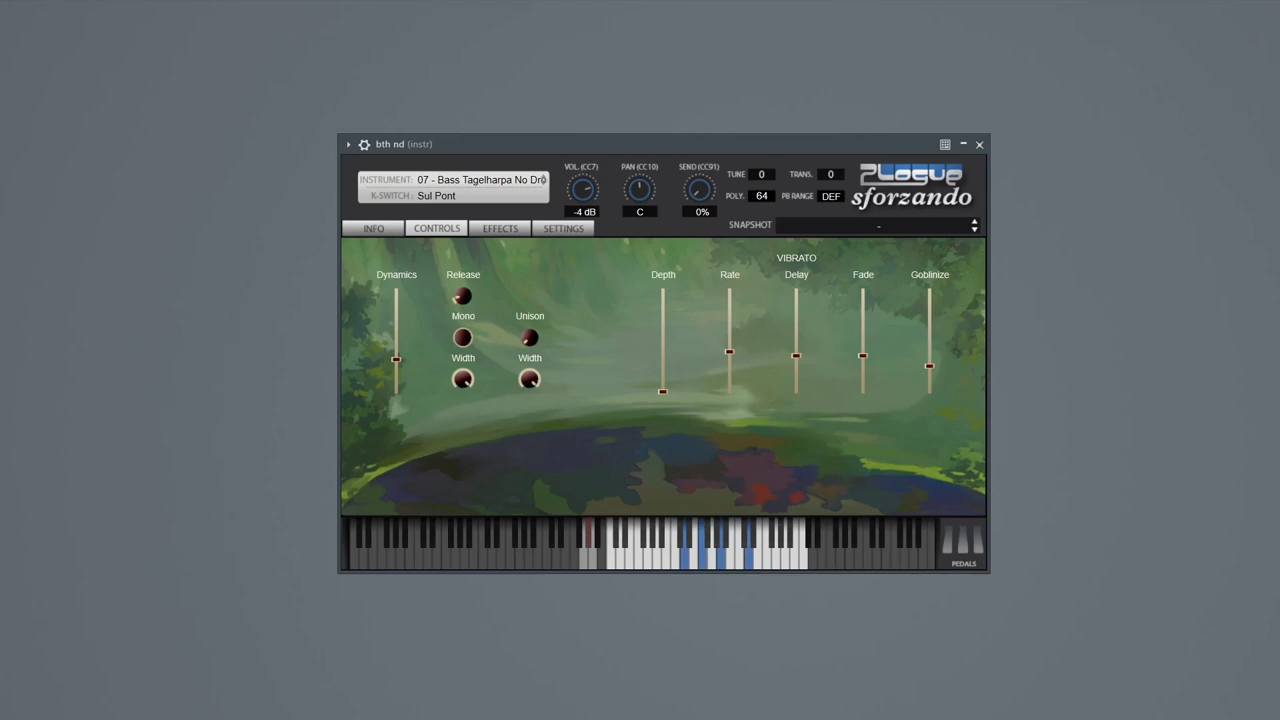 bth nd (instr)
INSTRUMENT: 07 - Bass Tagelharpa No Dro
K-SWITCH : Sul Pont
VOL. (CC7) PAN (CC10) SEND (CC91)
-4 dB C 0%
TUNE 0 TRANS. 0
POLY. 64 PB RANGE DEF
Plogue
sforzando
SNAPSHOT -
INFO CONTROLS EFFECTS SETTINGS
VIBRATO
Dynamics Release Depth Rate Delay Fade Goblinize
Mono Unison
Width Width
PEDALS